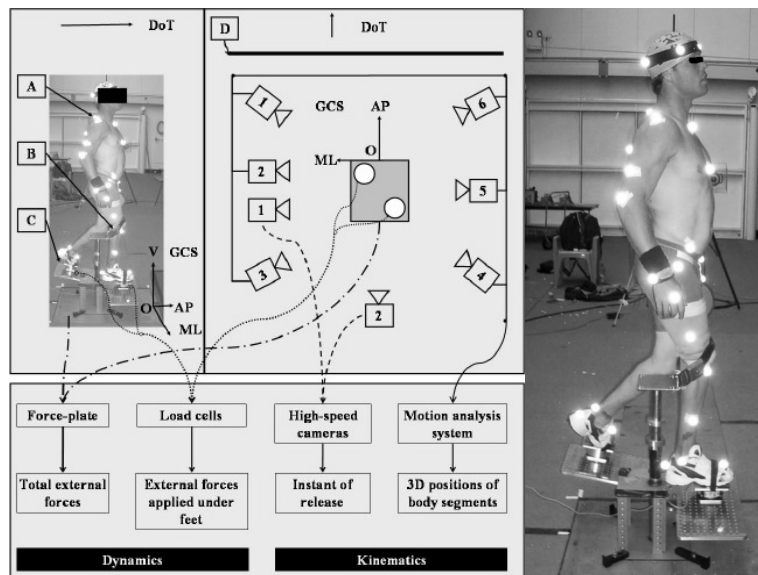 DoT
D
DoT
A
B
C
V
GCS
O
AP
ML
1
GCS
AP
6
2
ML
O
5
1
3
4
2
Force-plate
Load cells
High-speed
cameras
Motion analysis
system
Total external
forces
External forces
applied under
feet
Instant of
release
3D positions of
body segments
Dynamics
Kinematics